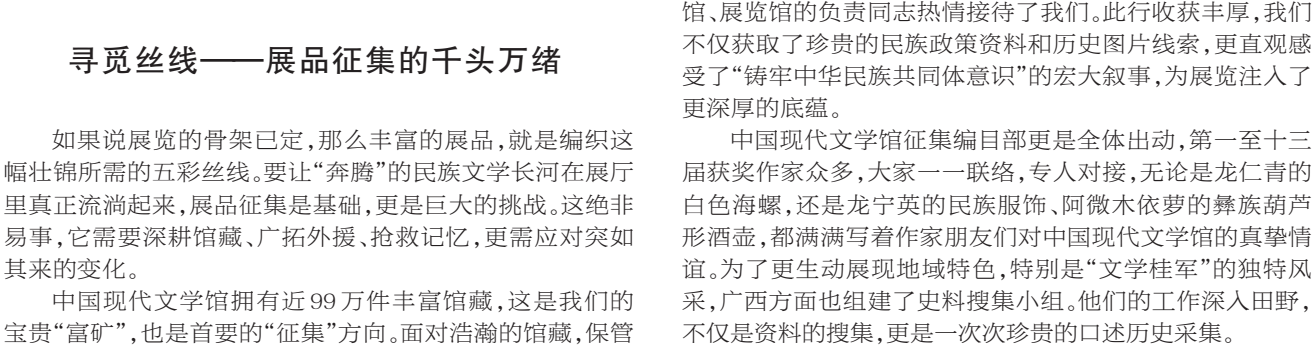 寻觅丝线——展品征集的千头万绪
如果说展览的骨架已定,那么丰富的展品,就是编织这
幅壮锦所需的五彩丝线。要让“奔腾”的民族文学长河在展厅
里真正流淌起来,展品征集是基础,更是巨大的挑战。这绝非
易事,它需要深耕馆藏、广拓外援、抢救记忆,更需应对突如
其来的变化。
中国现代文学馆拥有近99万件丰富馆藏,这是我们的
宝贵“富矿”,也是首要的“征集”方向。面对浩瀚的馆藏,保管
馆、展览馆的负责同志热情接待了我们。此行收获丰厚,我们
不仅获取了珍贵的民族政策资料和历史图片线索,更直观感
受了“铸牢中华民族共同体意识”的宏大叙事,为展览注入了
更深厚的底蕴。
中国现代文学馆征集编目部更是全体出动,第一至十三
届获奖作家众多,大家一一联络,专人对接,无论是龙仁青的
白色海螺,还是龙宁英的民族服饰、阿微木依萝的彝族葫芦
形酒壶,都满满写着作家朋友们对中国现代文学馆的真挚情
谊。为了更生动展现地域特色,特别是“文学桂军”的独特风
采,广西方面也组建了史料搜集小组。他们的工作深入田野,
不仅是资料的搜集,更是一次次珍贵的口述历史采集。